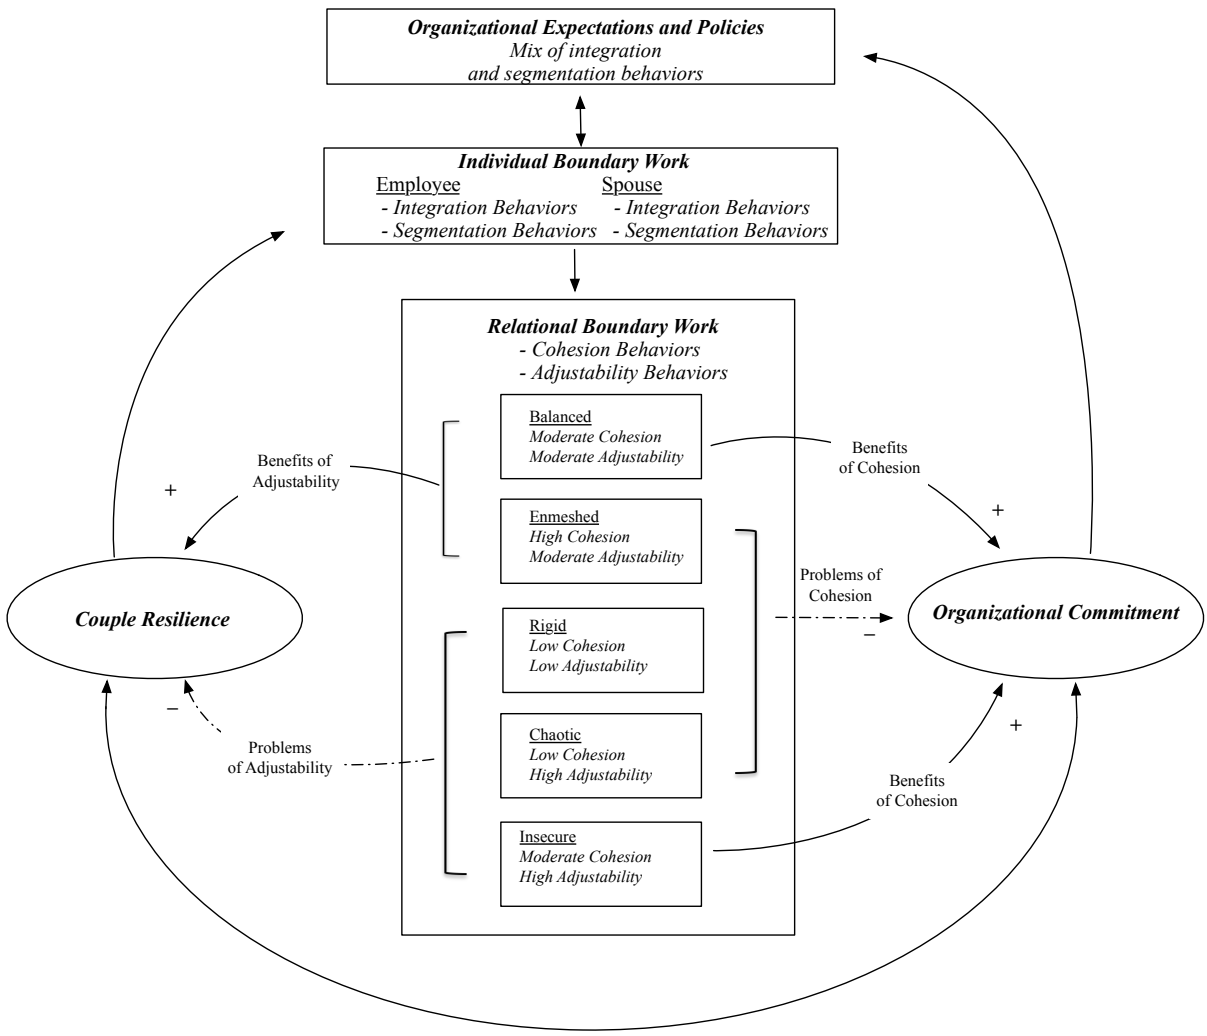 Organizational Expectations and Policies
Mix of integration
and segmentation behaviors
Individual Boundary Work
Employee
- Integration Behaviors
- Segmentation Behaviors
Spouse
- Integration Behaviors
- Segmentation Behaviors
Relational Boundary Work
- Cohesion Behaviors
- Adjustability Behaviors
Balanced
Moderate Cohesion
Moderate Adjustability
Enmeshed
High Cohesion
Moderate Adjustability
Rigid
Low Cohesion
Low Adjustability
Chaotic
Low Cohesion
High Adjustability
Insecure
Moderate Cohesion
High Adjustability
Benefits of
Adjustability
+
Couple Resilience
–
Problems
of Adjustability
Benefits
of Cohesion
+
Problems of
Cohesion
–
Organizational Commitment
+
Benefits
of Cohesion